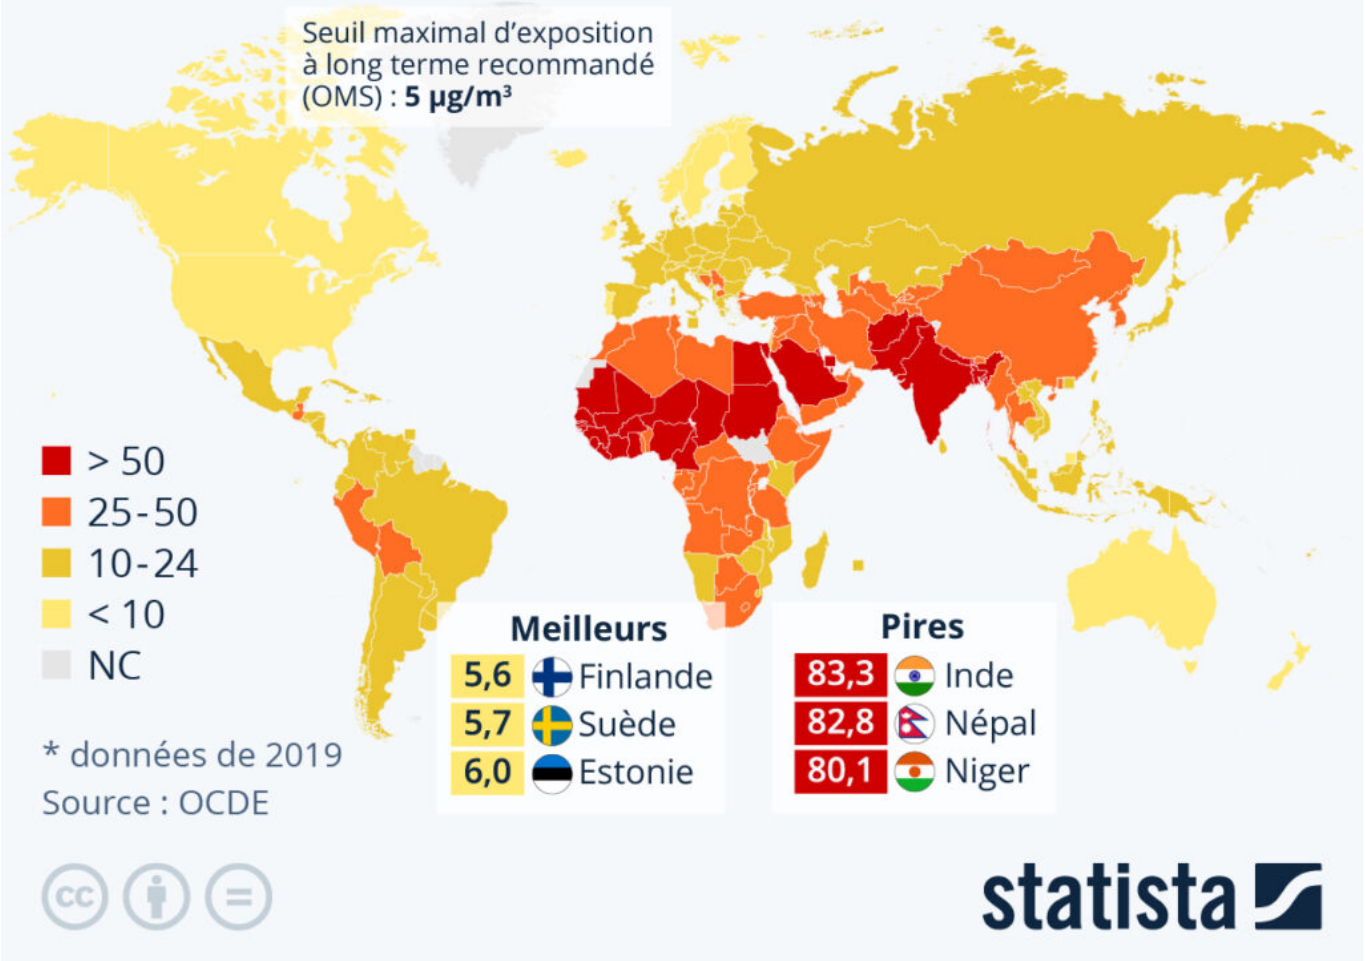 Seuil maximal d’exposition
à long terme recommandé
(OMS) : 5 µg/m³
> 50
25-50
10-24
< 10
NC
* données de 2019
Source : OCDE
Meilleurs
5,6 Finlande
5,7 Suède
6,0 Estonie
Pires
83,3 Inde
82,8 Népal
80,1 Niger
cc
statista